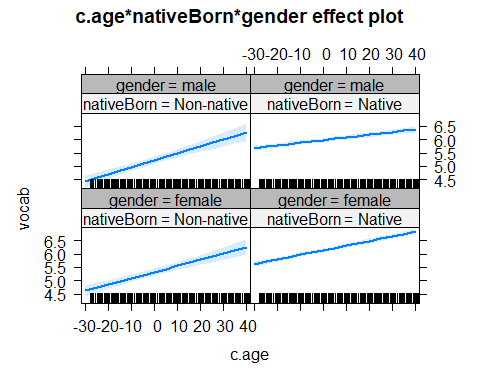 c.age*nativeBorn*gender effect plot
-30-20-10 0 10 20 30 40
gender = male gender = male
nativeBorn = Non-native nativeBorn = Native
6.5
6.0
5.5
5.0
4.5
gender = female gender = female
nativeBorn = Non-native nativeBorn = Native
6.5
6.0
5.5
5.0
4.5
vocab
-30-20-10 0 10 20 30 40
c.age